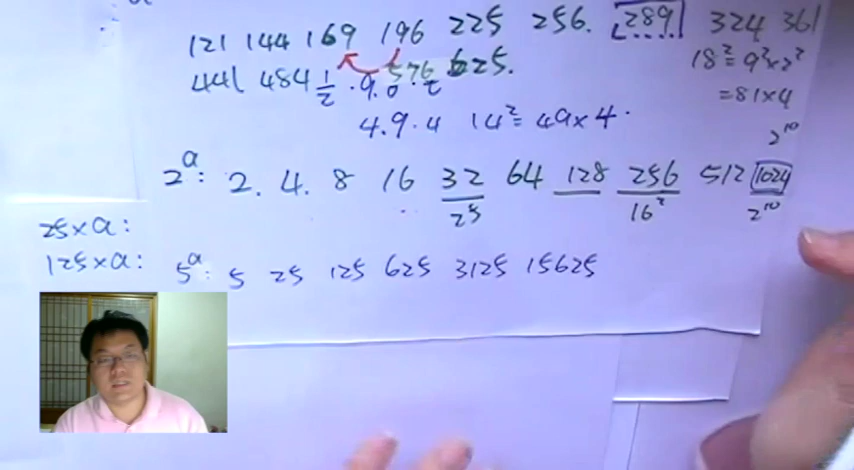 121 144 169 196 225 256. 289 324 361
441 484 576 625. 18²=9²×2²
1/2 · 9.0 · 2 =81×4
4.9.4 14²=49×4 ·
2¹⁰
2ᵃ: 2. 4. 8 16 32 64 128 256 512 1024
2⁵ 16² 2¹⁰
25×a:
125×a: 5ᵃ: 5 25 125 625 3125 15625